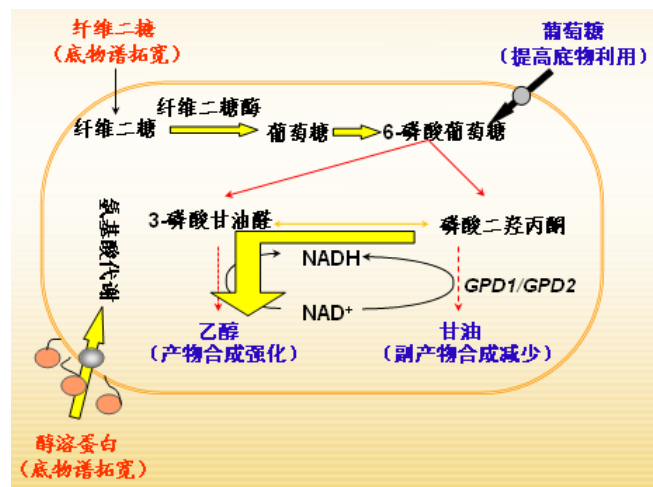 纤维二糖
（底物谱拓宽）
葡萄糖
（提高底物利用）
纤维二糖
纤维二糖酶
葡萄糖
6-磷酸葡萄糖
氨基酸代谢
3-磷酸甘油醛
磷酸二羟丙酮
NADH
NAD+
GPD1/GPD2
乙醇
（产物合成强化）
甘油
（副产物合成减少）
醇溶蛋白
（底物谱拓宽）